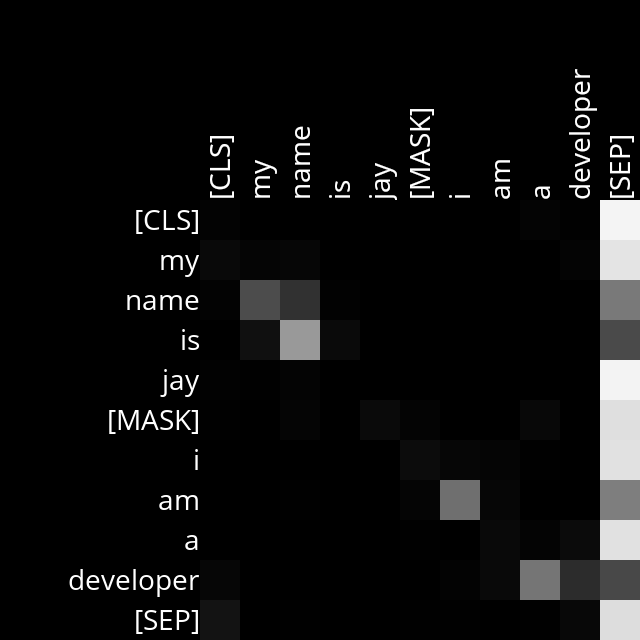 [CLS]
my
name
is
jay
[MASK]
i
am
a
developer
[SEP]
[CLS]
my
name
is
jay
[MASK]
i
am
a
developer
[SEP]